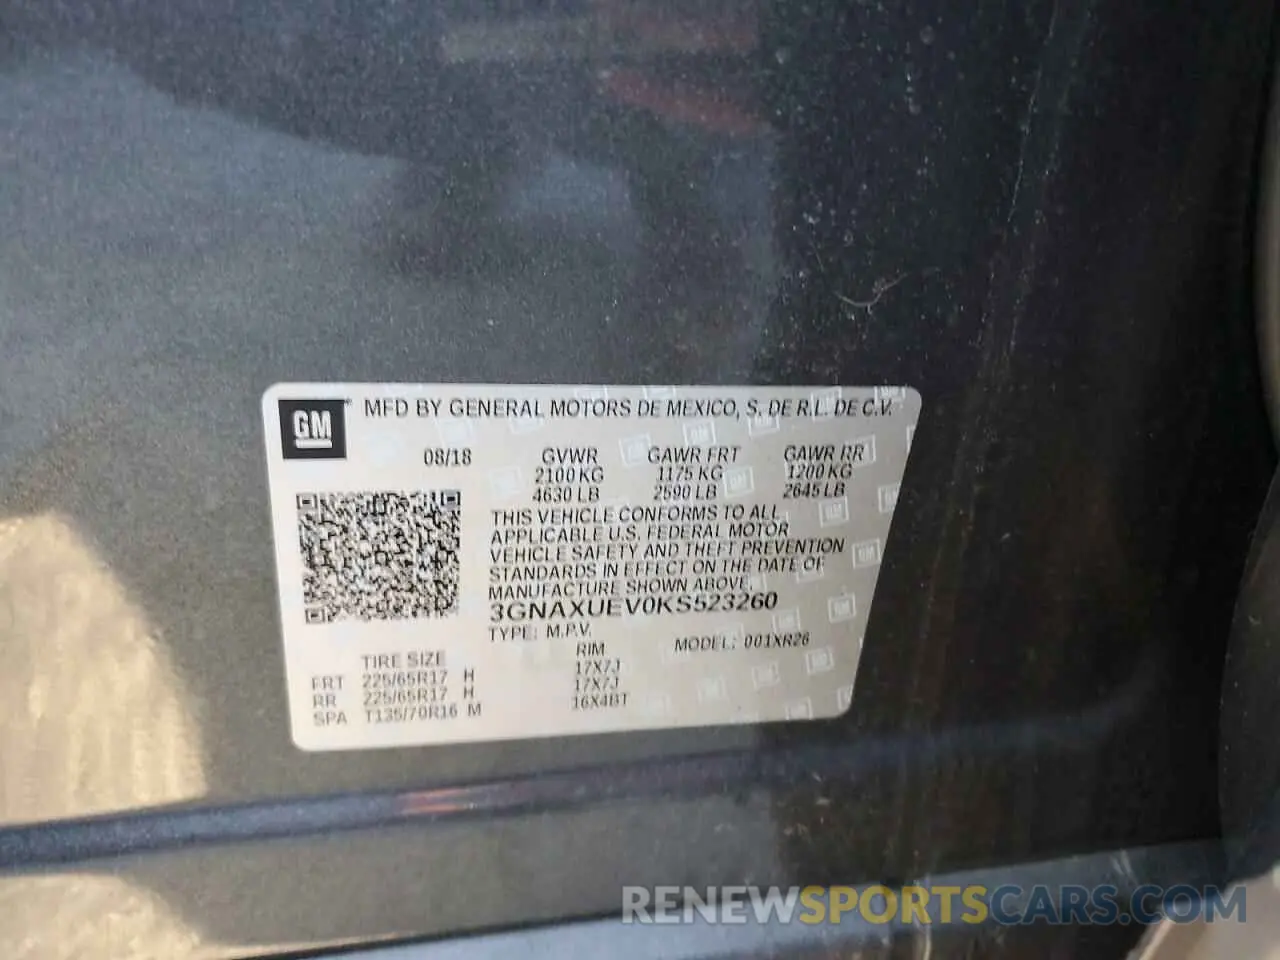 GM
MFD BY GENERAL MOTORS DE MEXICO, S. DE R.L. DE C.V.
08/18 GVWR GAWR FRT GAWR RR
2100 KG 1175 KG 1200 KG
4630 LB 2590 LB 2645 LB
THIS VEHICLE CONFORMS TO ALL
APPLICABLE U.S. FEDERAL MOTOR
VEHICLE SAFETY AND THEFT PREVENTION
STANDARDS IN EFFECT ON THE DATE OF
MANUFACTURE SHOWN ABOVE.
3GNAXUEV0KS523260
TYPE: M.P.V. MODEL: 001XR26
TIRE SIZE RIM
FRT 225/65R17 H 17X7J
RR 225/65R17 H 17X7J
SPA T135/70R16 M 16X4BT
RENEWSPORTSCARS.COM